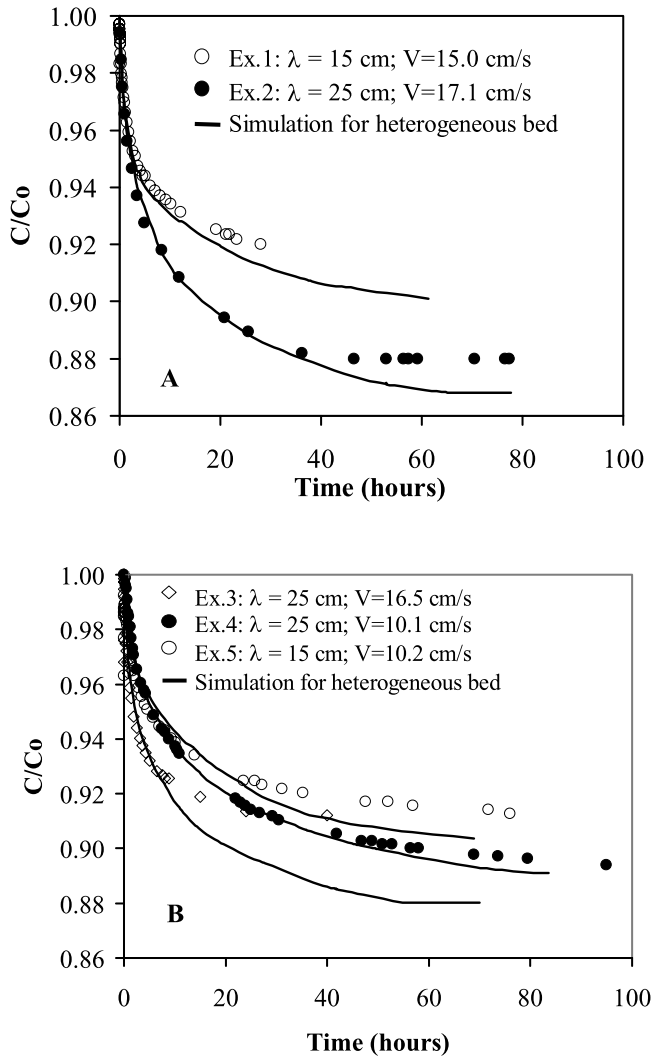 1.00
0.98
0.96
0.94
0.92
0.90
0.88
0.86
C/Co
Ex.1: λ = 15 cm; V=15.0 cm/s
Ex.2: λ = 25 cm; V=17.1 cm/s
Simulation for heterogeneous bed
A
0 20 40 60 80 100
Time (hours)
1.00
0.98
0.96
0.94
0.92
0.90
0.88
0.86
C/Co
Ex.3: λ = 25 cm; V=16.5 cm/s
Ex.4: λ = 25 cm; V=10.1 cm/s
Ex.5: λ = 15 cm; V=10.2 cm/s
Simulation for heterogeneous bed
B
0 20 40 60 80 100
Time (hours)